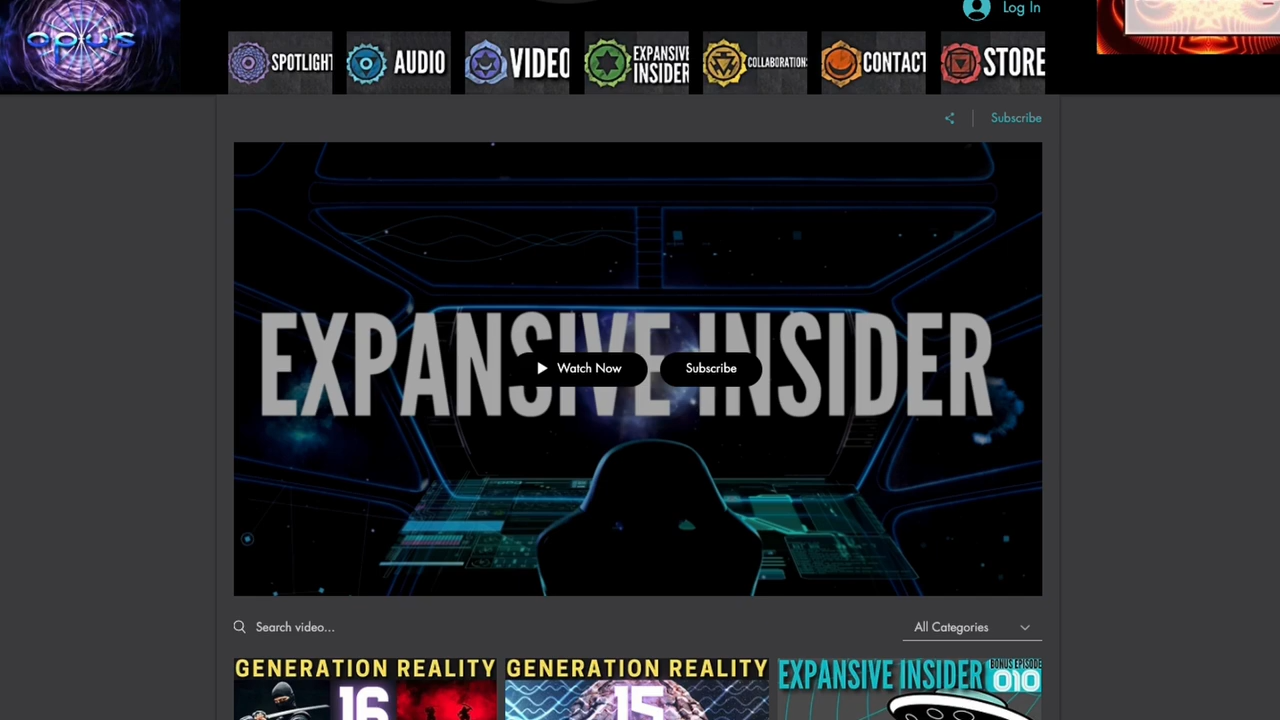 opus
Log In
SPOTLIGHT
AUDIO
VIDEO
EXPANSIVE
INSIDER
COLLABORATIONS
CONTACT
STORE
Subscribe
EXPANSIVE INSIDER
Watch Now
Subscribe
Search video...
All Categories
GENERATION REALITY
16
GENERATION REALITY
15
EXPANSIVE INSIDER
BONUS EPISODE
010